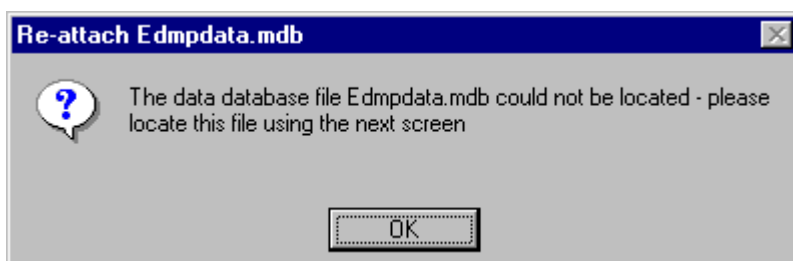 Re-attach Edmpdata.mdb
The data database file Edmpdata.mdb could not be located - please
locate this file using the next screen
OK